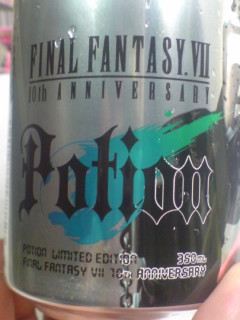 FINAL FANTASY. VII
10th ANNIVERSARY
Potion
POTION LIMITED EDITION 350mL
FINAL FANTASY VII 10th ANNIVERSARY